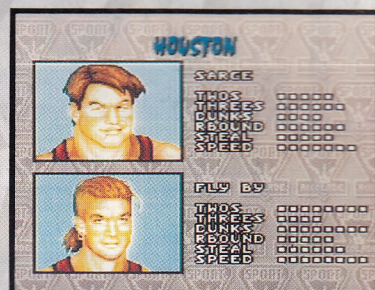 HOUSTON
SARGE
TWOS
THREES
DUNKS
RBOUND
STEAL
SPEED
FLY BY
TWOS
THREES
DUNKS
RBOUND
STEAL
SPEED